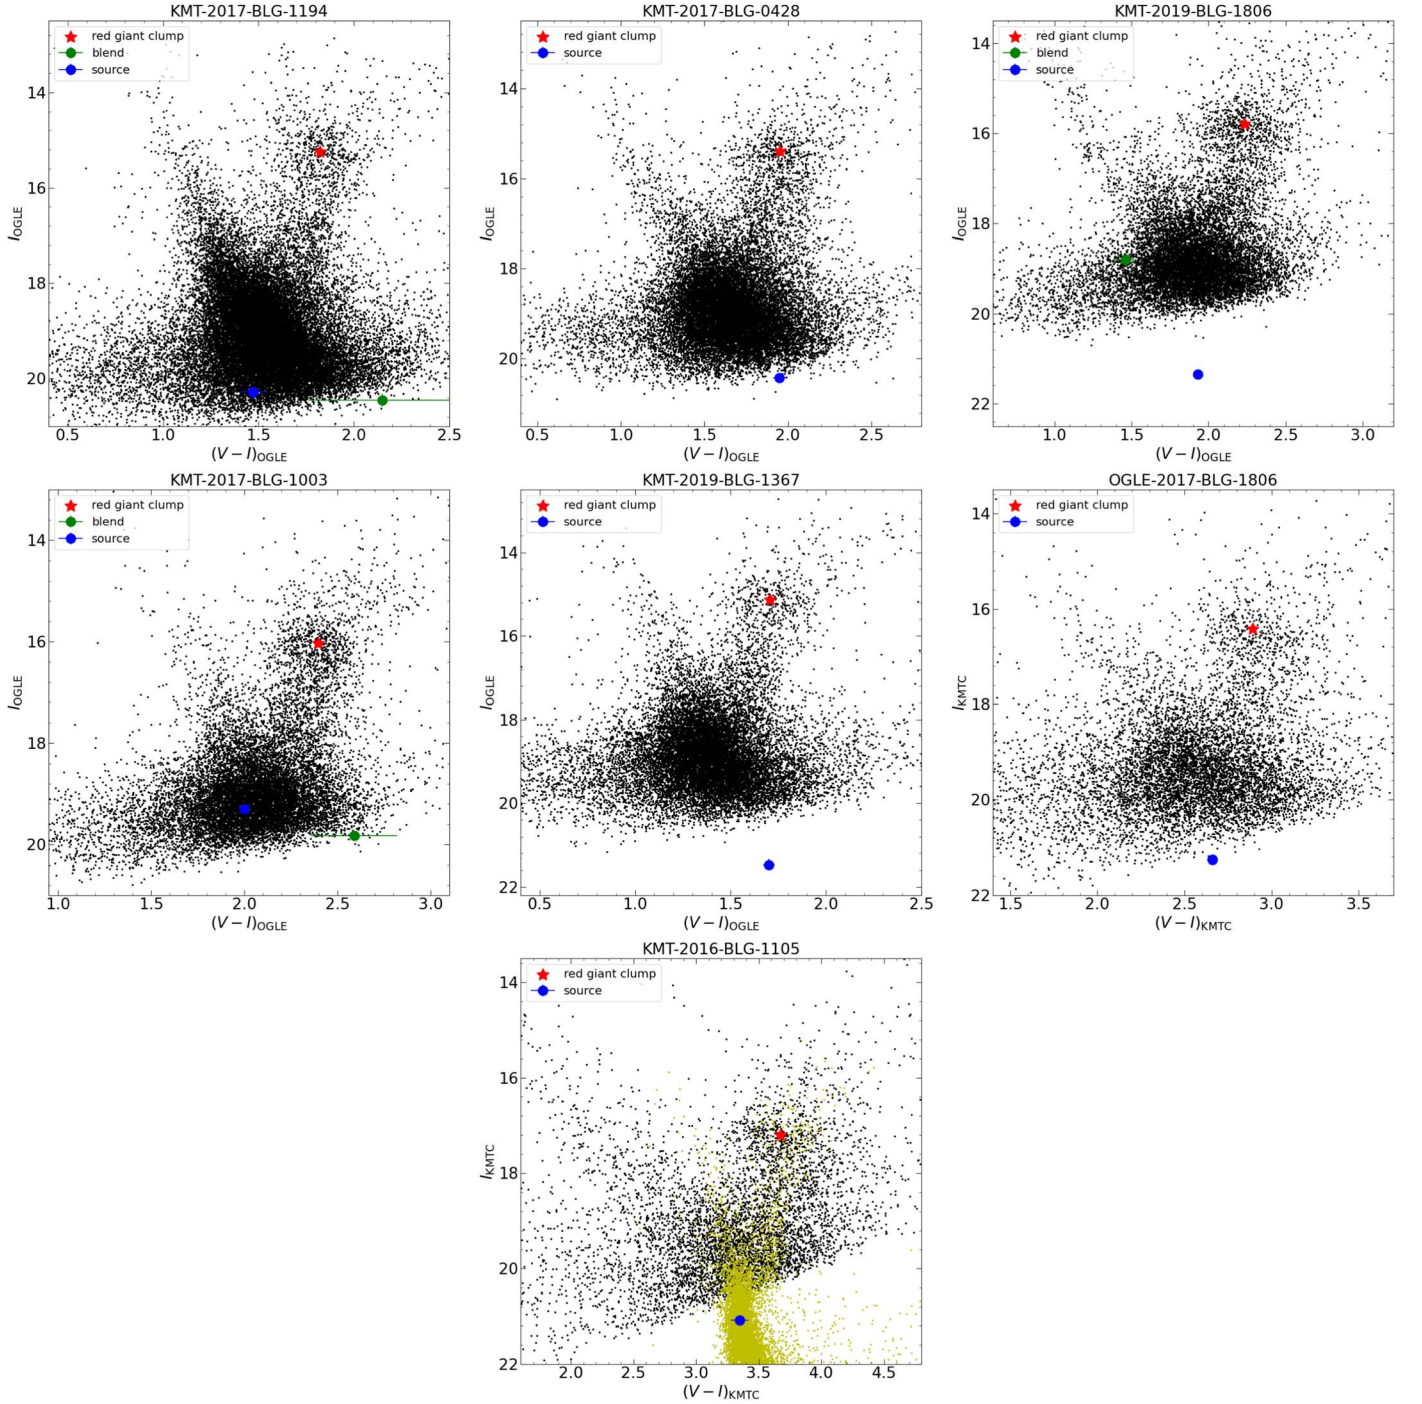 KMT-2017-BLG-1194
red giant clump
blend
source
14
16
18
20
I_OGLE
0.5 1.0 1.5 2.0 2.5
(V − I)_OGLE
KMT-2017-BLG-0428
red giant clump
source
14
16
18
20
I_OGLE
0.5 1.0 1.5 2.0 2.5
(V − I)_OGLE
KMT-2019-BLG-1806
red giant clump
blend
source
14
16
18
20
22
I_OGLE
1.0 1.5 2.0 2.5 3.0
(V − I)_OGLE
KMT-2017-BLG-1003
red giant clump
blend
source
14
16
18
20
I_OGLE
1.0 1.5 2.0 2.5 3.0
(V − I)_OGLE
KMT-2019-BLG-1367
red giant clump
source
14
16
18
20
22
I_OGLE
0.5 1.0 1.5 2.0 2.5
(V − I)_OGLE
OGLE-2017-BLG-1806
red giant clump
source
14
16
18
20
22
I_KMTC
1.5 2.0 2.5 3.0 3.5
(V − I)_KMTC
KMT-2016-BLG-1105
red giant clump
source
14
16
18
20
22
I_KMTC
2.0 2.5 3.0 3.5 4.0 4.5
(V − I)_KMTC